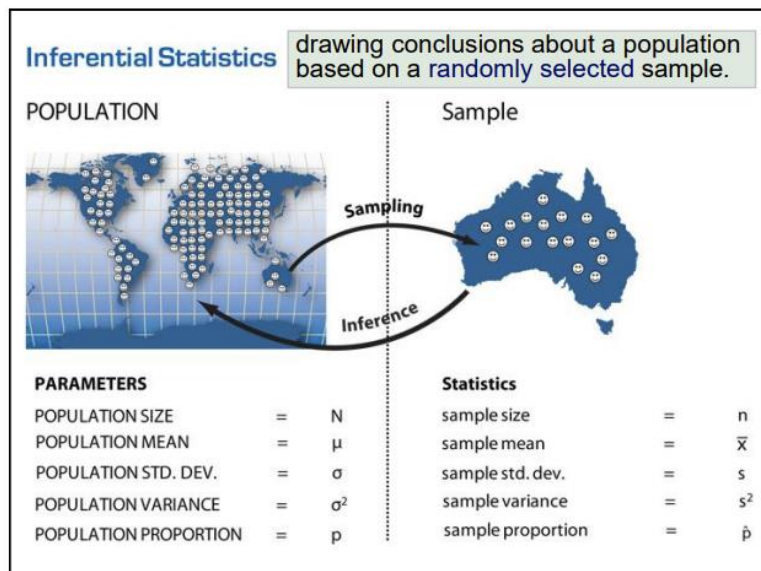 Inferential Statistics
drawing conclusions about a population
based on a randomly selected sample.
POPULATION
Sample
Sampling
Inference
PARAMETERS
POPULATION SIZE = N
POPULATION MEAN = μ
POPULATION STD. DEV. = σ
POPULATION VARIANCE = σ²
POPULATION PROPORTION = p
Statistics
sample size = n
sample mean = x̅
sample std. dev. = s
sample variance = s²
sample proportion = p̂